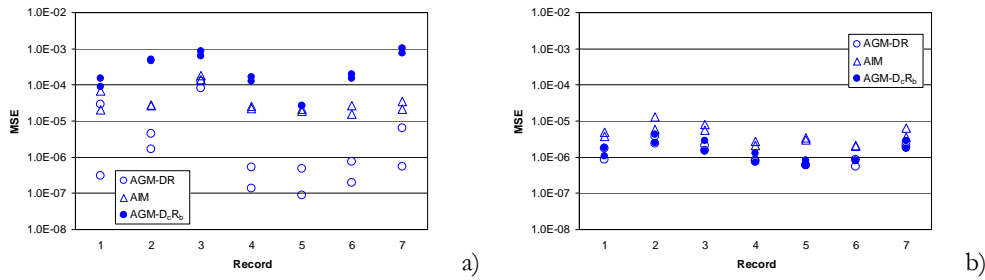 1.0E-02
1.0E-03
1.0E-04
1.0E-05
1.0E-06
1.0E-07
1.0E-08
MSE
AGM-DR
AIM
AGM-DcRb
1 2 3 4 5 6 7
Record
a)
1.0E-02
1.0E-03
1.0E-04
1.0E-05
1.0E-06
1.0E-07
1.0E-08
MSE
AGM-DR
AIM
AGM-DcRb
1 2 3 4 5 6 7
Record
b)